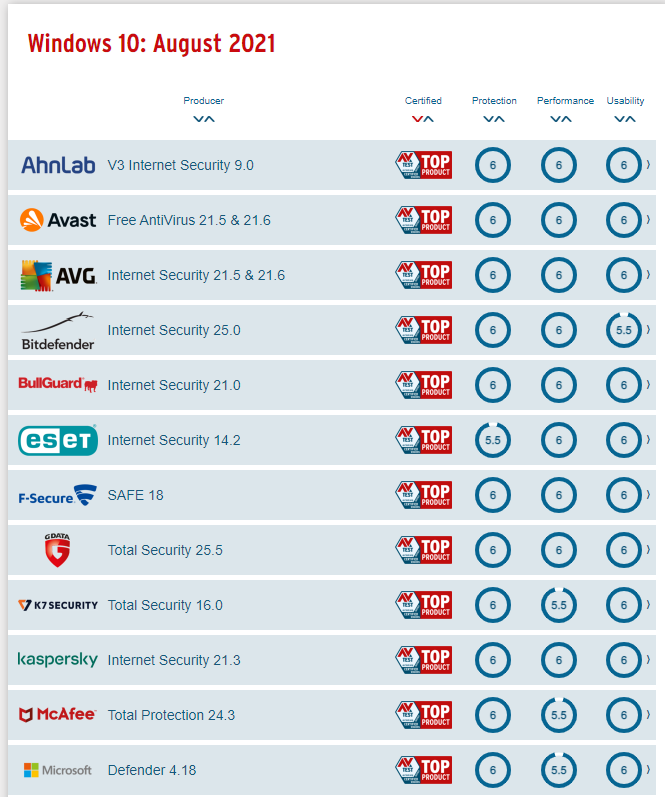 Windows 10: August 2021
Producer Certified Protection Performance Usability
AhnLab V3 Internet Security 9.0 AV TEST TOP PRODUCT 6 6 6
Avast Free AntiVirus 21.5 & 21.6 AV TEST TOP PRODUCT 6 6 6
AVG Internet Security 21.5 & 21.6 AV TEST TOP PRODUCT 6 6 6
Bitdefender Internet Security 25.0 AV TEST TOP PRODUCT 6 6 5.5
BullGuard Internet Security 21.0 AV TEST TOP PRODUCT 6 6 6
eseT Internet Security 14.2 AV TEST TOP PRODUCT 5.5 6 6
F-Secure SAFE 18 AV TEST TOP PRODUCT 6 6 6
G DATA Total Security 25.5 AV TEST TOP PRODUCT 6 6 6
K7 SECURITY Total Security 16.0 AV TEST TOP PRODUCT 6 5.5 6
kaspersky Internet Security 21.3 AV TEST TOP PRODUCT 6 6 6
McAfee Total Protection 24.3 AV TEST TOP PRODUCT 6 5.5 6
Microsoft Defender 4.18 AV TEST TOP PRODUCT 6 5.5 6